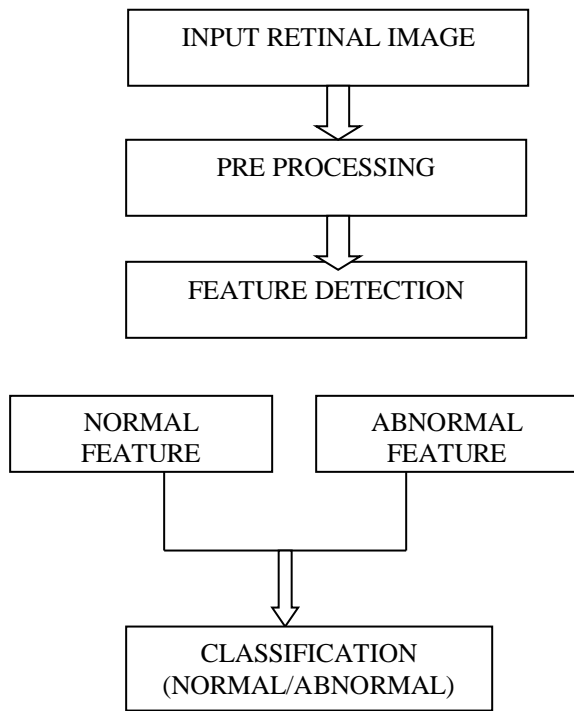 INPUT RETINAL IMAGE
PRE PROCESSING
FEATURE DETECTION
NORMAL
FEATURE
ABNORMAL
FEATURE
CLASSIFICATION
(NORMAL/ABNORMAL)